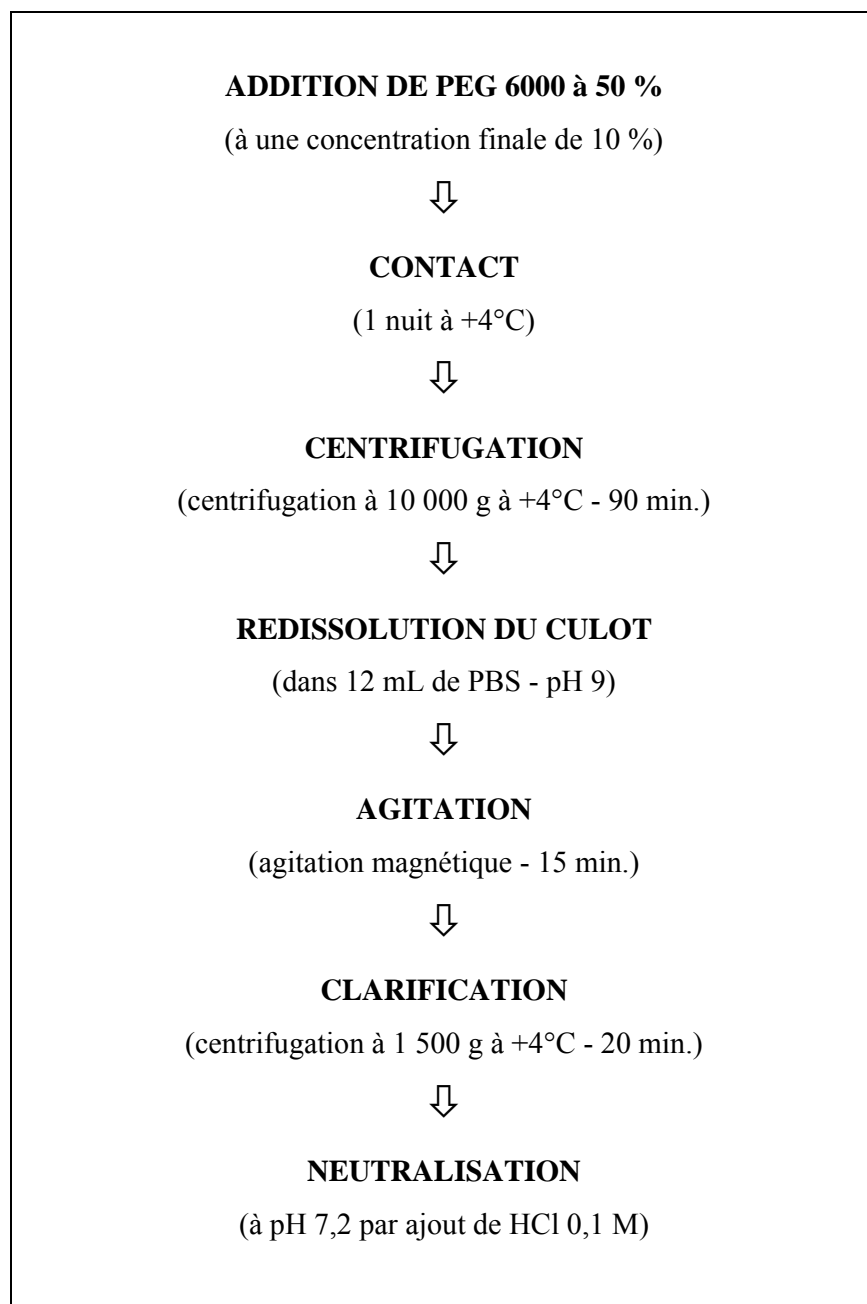 ADDITION DE PEG 6000 à 50 %
(à une concentration finale de 10 %)
⇩
CONTACT
(1 nuit à +4°C)
⇩
CENTRIFUGATION
(centrifugation à 10 000 g à +4°C - 90 min.)
⇩
REDISSOLUTION DU CULOT
(dans 12 mL de PBS - pH 9)
⇩
AGITATION
(agitation magnétique - 15 min.)
⇩
CLARIFICATION
(centrifugation à 1 500 g à +4°C - 20 min.)
⇩
NEUTRALISATION
(à pH 7,2 par ajout de HCl 0,1 M)